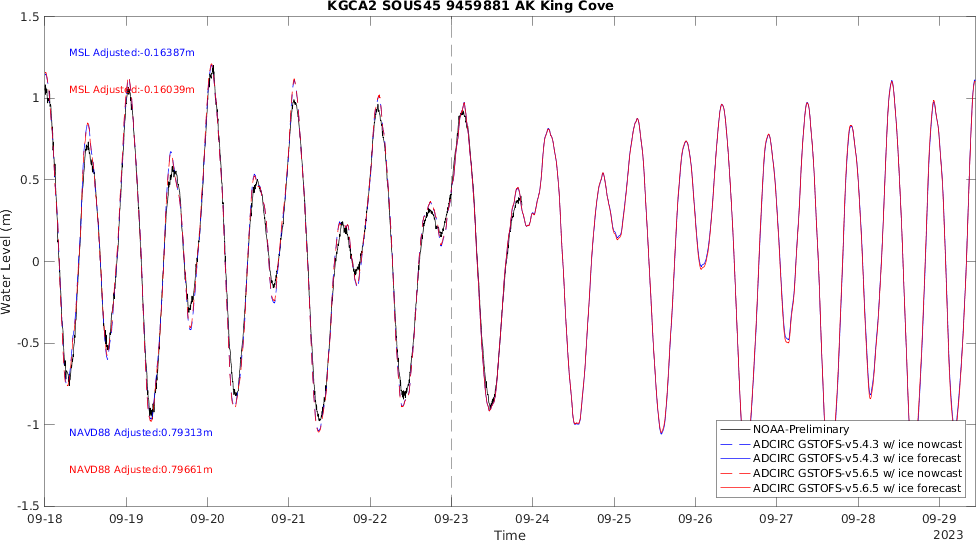 KGCA2 SOUS45 9459881 AK King Cove
1.5
1
0.5
0
-0.5
-1
-1.5
Water Level (m)
MSL Adjusted:-0.16387m
MSL Adjusted:-0.16039m
NAVD88 Adjusted:0.79313m
NAVD88 Adjusted:0.79661m
NOAA-Preliminary
ADCIRC GSTOFS-v5.4.3 w/ ice nowcast
ADCIRC GSTOFS-v5.4.3 w/ ice forecast
ADCIRC GSTOFS-v5.6.5 w/ ice nowcast
ADCIRC GSTOFS-v5.6.5 w/ ice forecast
09-18 09-19 09-20 09-21 09-22 09-23 09-24 09-25 09-26 09-27 09-28 09-29
Time
2023